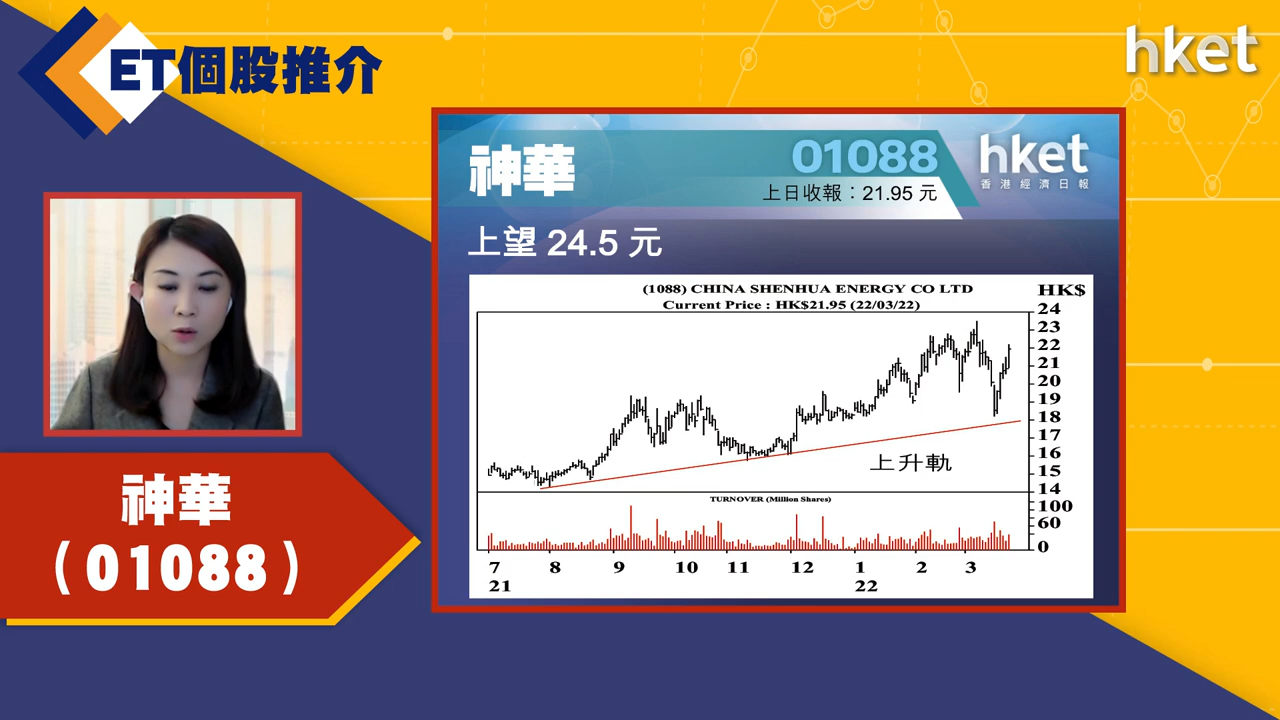 ET個股推介
hket
神華
01088
hket
香港經濟日報
上日收報：21.95 元
上望 24.5 元
(1088) CHINA SHENHUA ENERGY CO LTD
Current Price : HK$21.95 (22/03/22)
HK$
24
23
22
21
20
19
18
17
16
15
14
上升軌
TURNOVER (Million Shares)
100
60
0
7 8 9 10 11 12 1 2 3
21 22
神華
（01088）